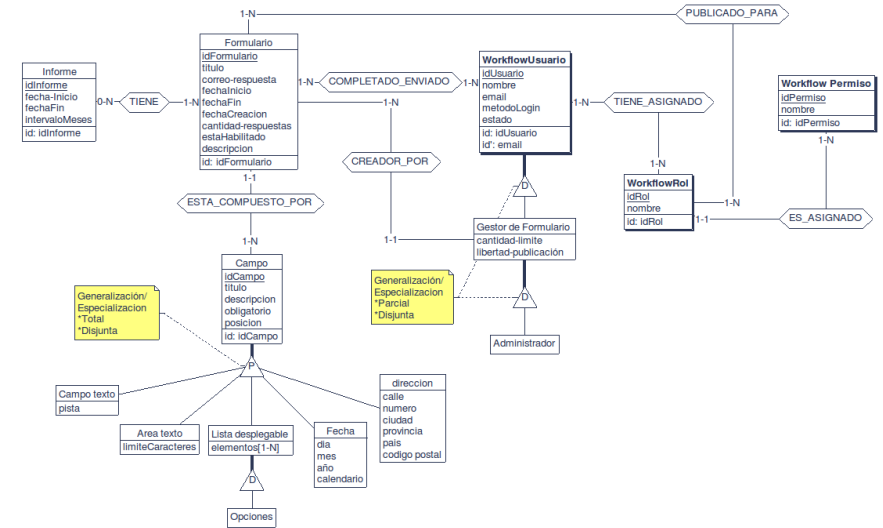 1-N
PUBLICADO_PARA
Formulario
idFormulario
titulo
correo-respuesta
fechaInicio
fechaFin
fechaCreacion
cantidad-respuestas
estaHabilitado
descripcion
id: idFormulario
Informe
idInforme
fecha-Inicio
fechaFin
intervaloMeses
id: idInforme
0-N
TIENE
1-N
1-N
COMPLETADO_ENVIADO
1-N
WorkflowUsuario
idUsuario
nombre
email
metodoLogin
estado
id: idUsuario
id': email
1-N
TIENE_ASIGNADO
1-N
Workflow Permiso
idPermiso
nombre
id: idPermiso
1-N
1-N
CREADOR_POR
1-1
WorkflowRol
idRol
nombre
id: idRol
1-N
1-1
ES_ASIGNADO
1-1
ESTA_COMPUESTO_POR
1-N
D
Gestor de Formulario
cantidad-limite
libertad-publicación
Generalización/
Especializacion
*Parcial
*Disjunta
D
Administrador
Campo
idCampo
titulo
descripcion
obligatorio
posicion
id: idCampo
Generalización/
Especializacion
*Total
*Disjunta
P
Campo texto
pista
Area texto
limiteCaracteres
Lista desplegable
elementos[1-N]
Fecha
dia
mes
año
calendario
direccion
calle
numero
ciudad
provincia
pais
codigo postal
D
Opciones